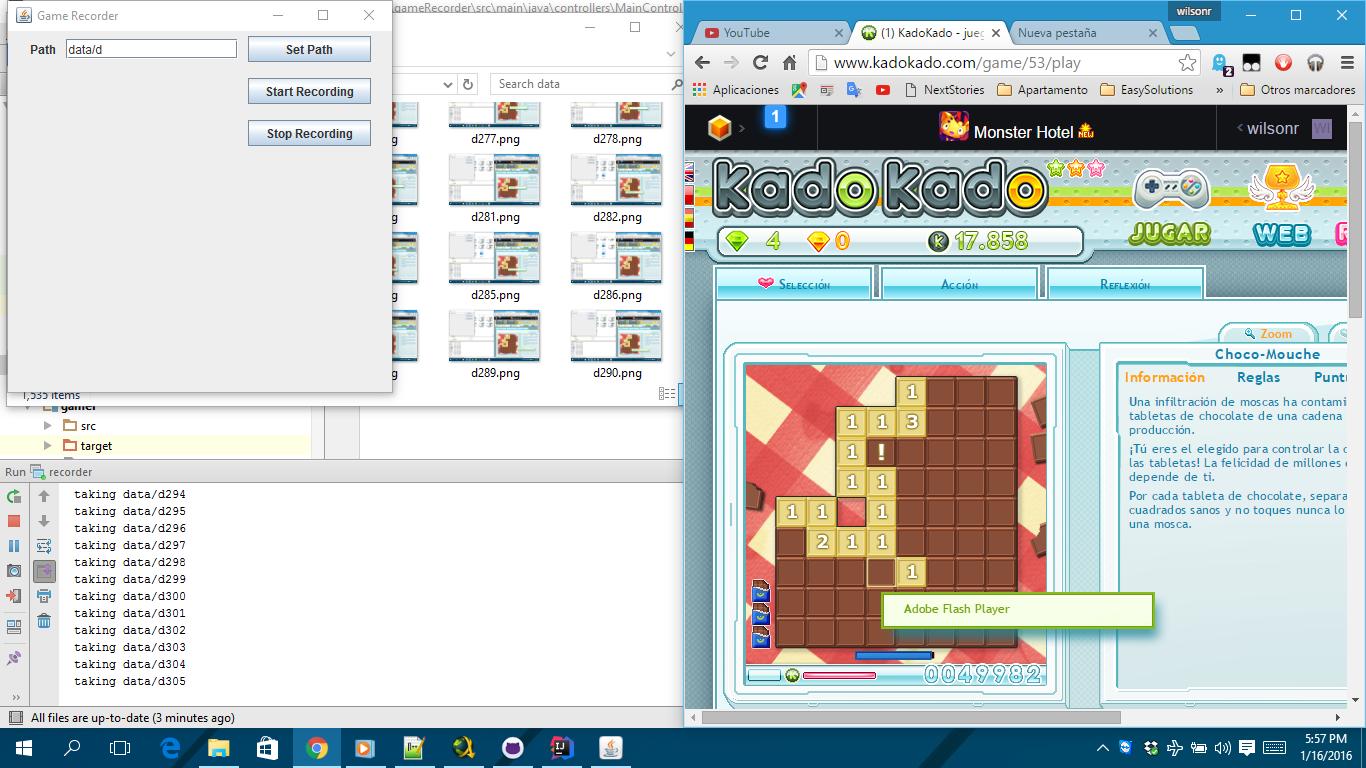 Game Recorder
Path data/d Set Path
Start Recording
Stop Recording
gameRecorder\src\main\java\controllers\MainControl
Search data
d277.png d278.png
d281.png d282.png
d285.png d286.png
d289.png d290.png
1,535 items
gamer
src
target
Run recorder
taking data/d294
taking data/d295
taking data/d296
taking data/d297
taking data/d298
taking data/d299
taking data/d300
taking data/d301
taking data/d302
taking data/d303
taking data/d304
taking data/d305
All files are up-to-date (3 minutes ago)
wilsonr
YouTube (1) KadoKado - jueg Nueva pestaña
www.kadokado.com/game/53/play
2
Aplicaciones NextStories Apartamento EasySolutions » Otros marcadores
1 Monster Hotel NEW wilsonr WI
KadoKado
4 0 K 17.858
JUGAR WEB
Selección Acción Reflexión
Zoom
Choco-Mouche
Información Reglas Puntu
Una infiltración de moscas ha contami
tabletas de chocolate de una cadena
producción.
¡Tú eres el elegido para controlar la c
las tabletas! La felicidad de millones
depende de ti.
Por cada tableta de chocolate, separa
cuadrados sanos y no toques nunca lo
una mosca.
1
1 1 3
1 !
1 1
1 1 1
2 1 1
1
Adobe Flash Player
0049982
5:57 PM
1/16/2016